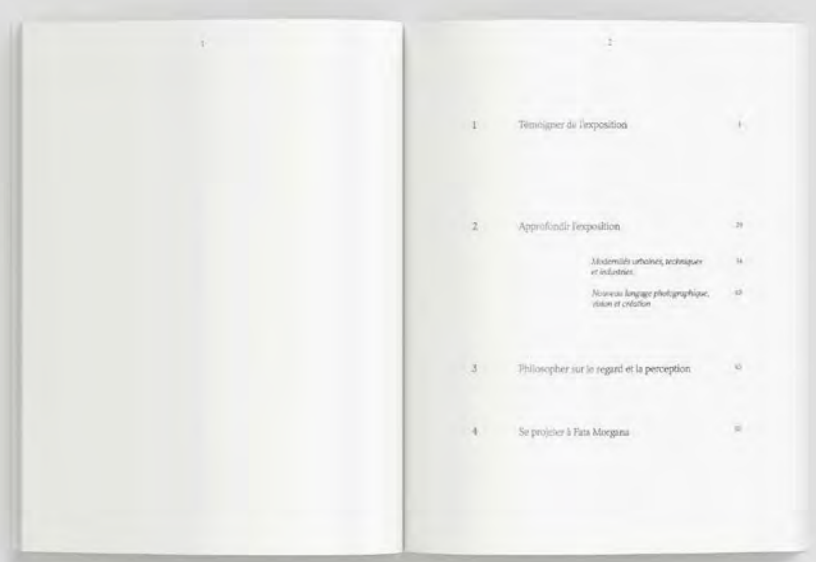 1
2
1 Témoigner de l'exposition
2 Approfondir l'exposition
Modernités urbaines, techniques
et industries
Nouveau langage photographique,
vision et création
3 Philosopher sur le regard et la perception
4 Se projeter à Fata Morgana